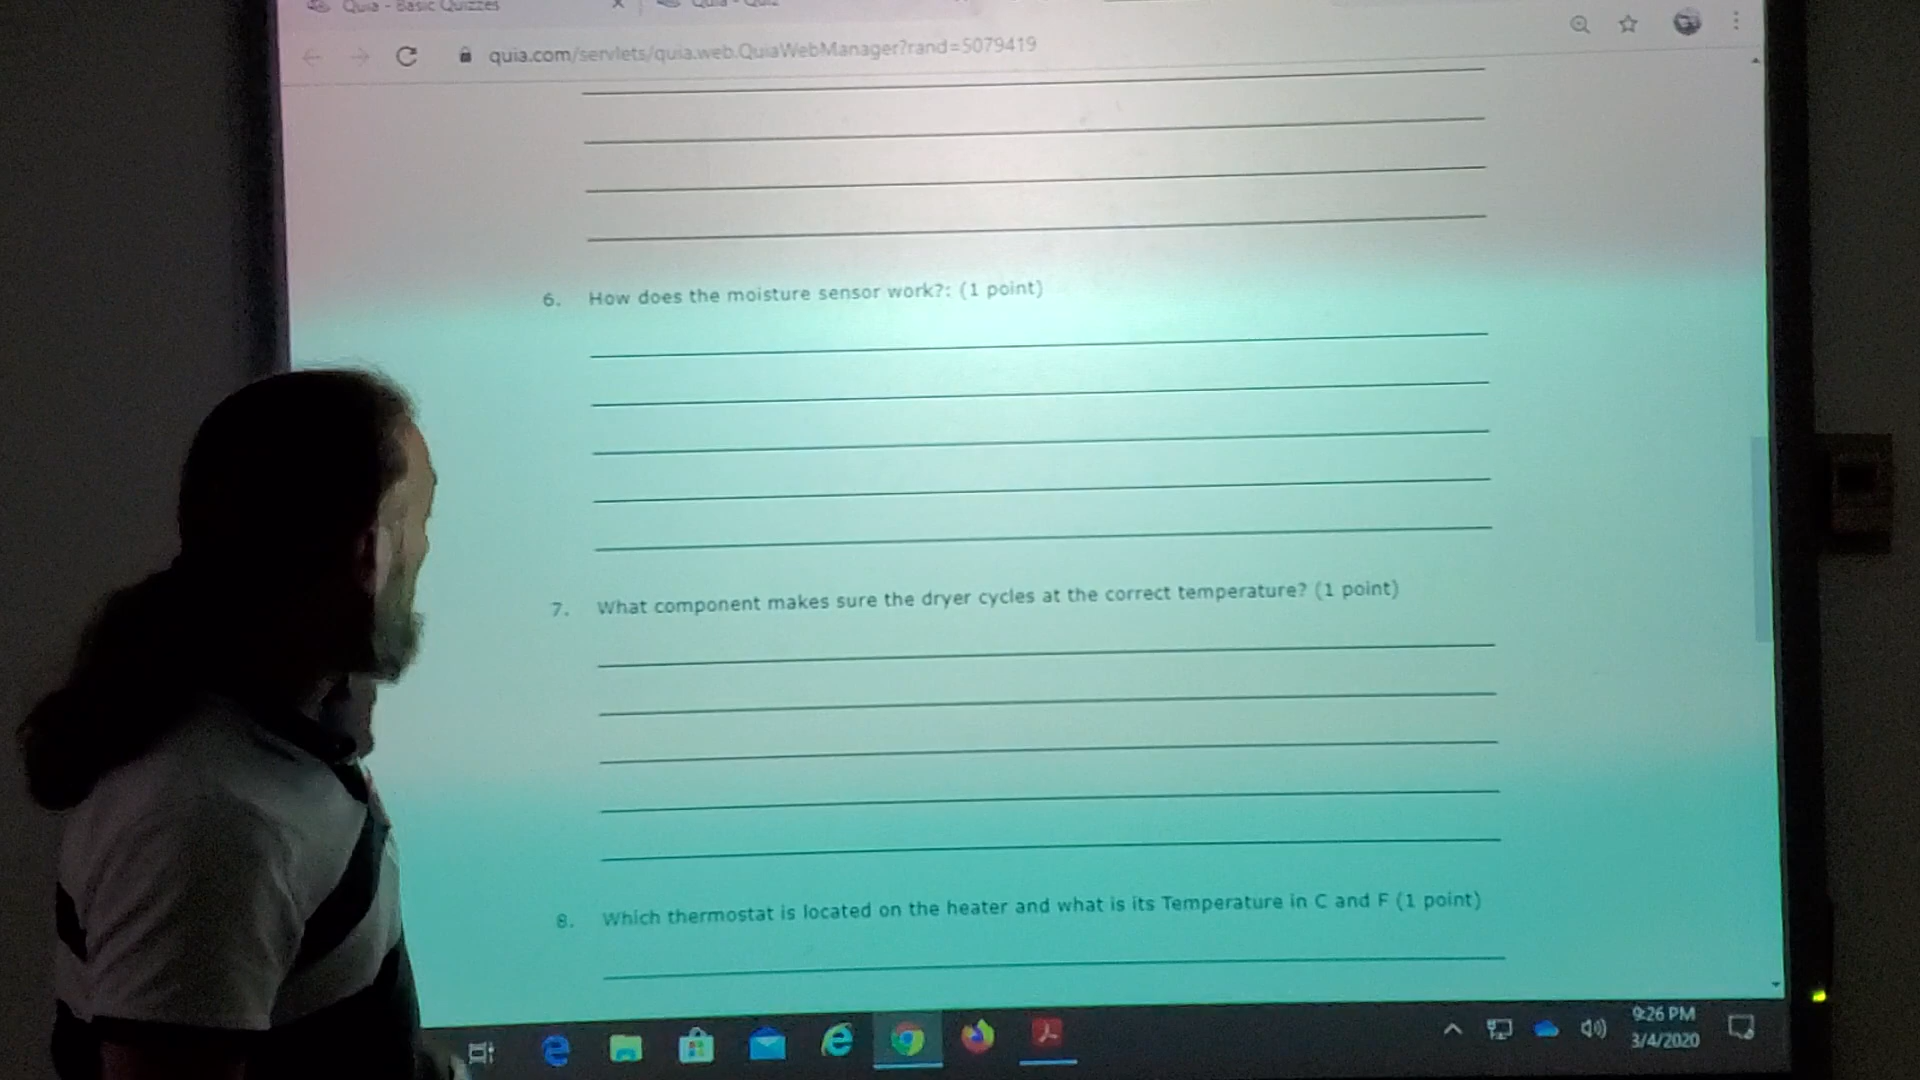 Quia - Basic Quizzes
Quia - Quiz
quia.com/servlets/quia.web.QuiaWebManager?rand=5079419
6. How does the moisture sensor work?: (1 point)
7. What component makes sure the dryer cycles at the correct temperature? (1 point)
8. Which thermostat is located on the heater and what is its Temperature in C and F (1 point)
9:26 PM
3/4/2020